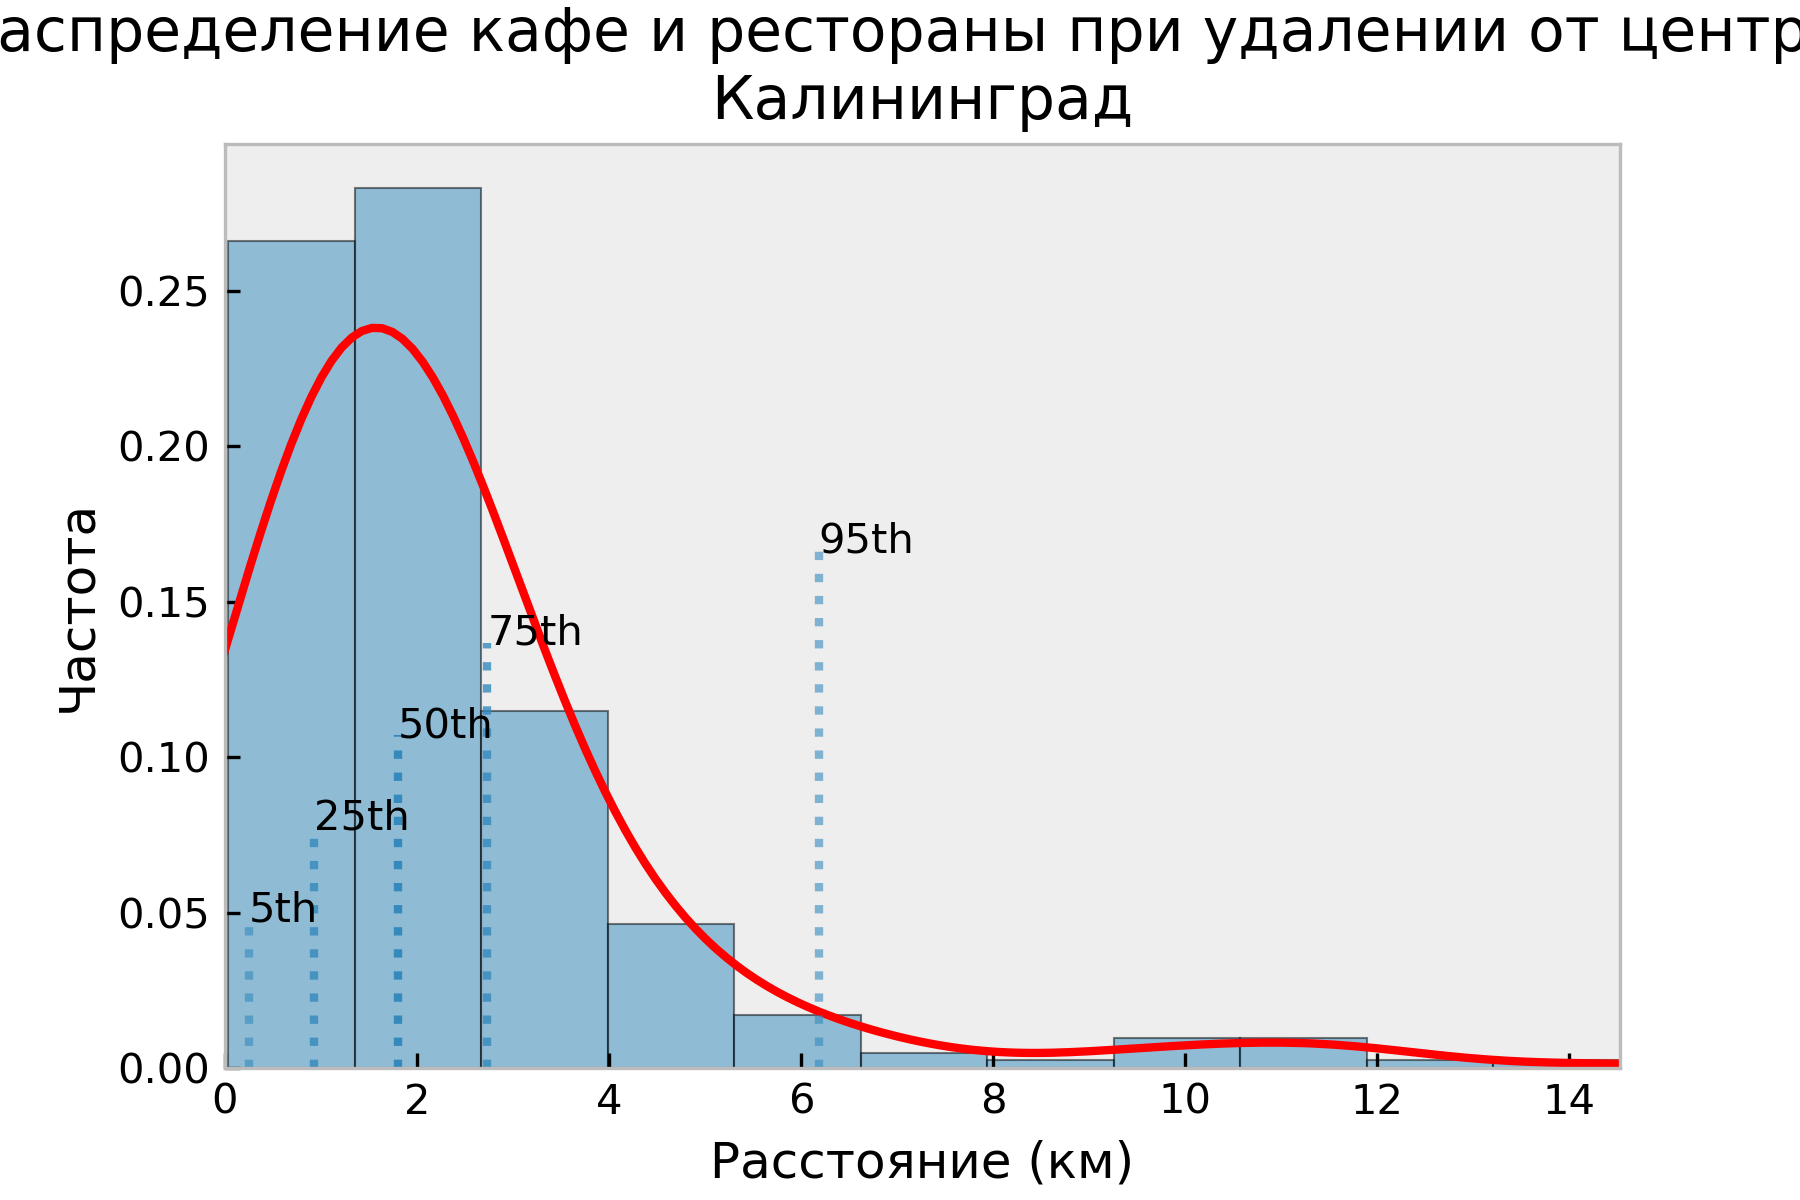 аспределение кафе и рестораны при удалении от центр
Калининград
95th
75th
50th
25th
5th
0.25
0.20
0.15
0.10
0.05
0.00
Частота
0 2 4 6 8 10 12 14
Расстояние (км)